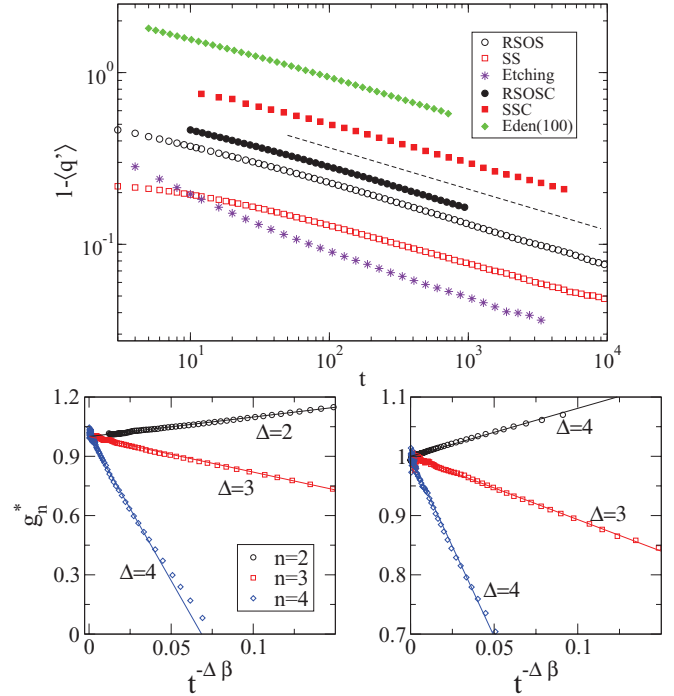 10^0
10^-1
1-⟨q'⟩
RSOS
SS
Etching
RSOSC
SSC
Eden(100)
10^1
10^2
10^3
10^4
t
1.2
0.9
0.6
0.3
0
g_n^*
Δ=2
Δ=3
Δ=4
n=2
n=3
n=4
0
0.05
0.1
t^{-Δ β}
1.1
1
0.9
0.8
0.7
Δ=4
Δ=3
Δ=4
0
0.05
0.1
t^{-Δ β}